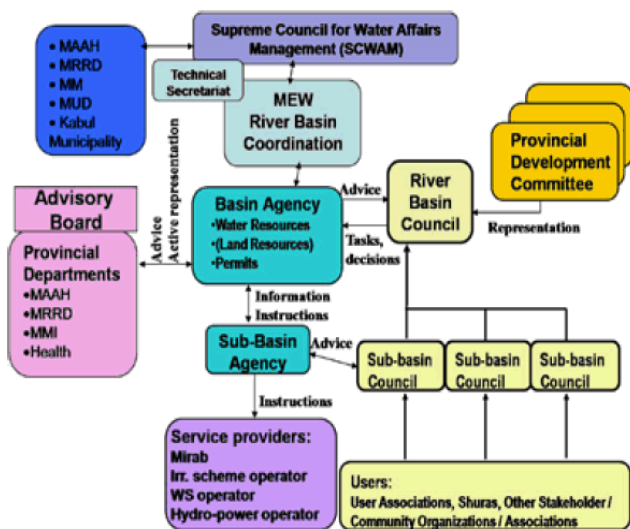 Supreme Council for Water Affairs
Management (SCWAM)
• MAAH
• MRRD
• MM
• MUD
• Kabul
Municipality
Technical
Secretariat
MEW
River Basin
Coordination
Provincial
Development
Committee
Advisory
Board
Advice
Active representation
Basin Agency
•Water Resources
•(Land Resources)
•Permits
Advice
Tasks,
decisions
River
Basin
Council
Representation
Provincial
Departments
•MAAH
•MRRD
•MMI
•Health
Information
Instructions
Sub-Basin
Agency
Advice
Sub-basin
Council
Sub-basin
Council
Sub-basin
Council
Instructions
Service providers:
Mirab
Irr. scheme operator
WS operator
Hydro-power operator
Users:
User Associations, Shuras, Other Stakeholder /
Community Organizations / Associations